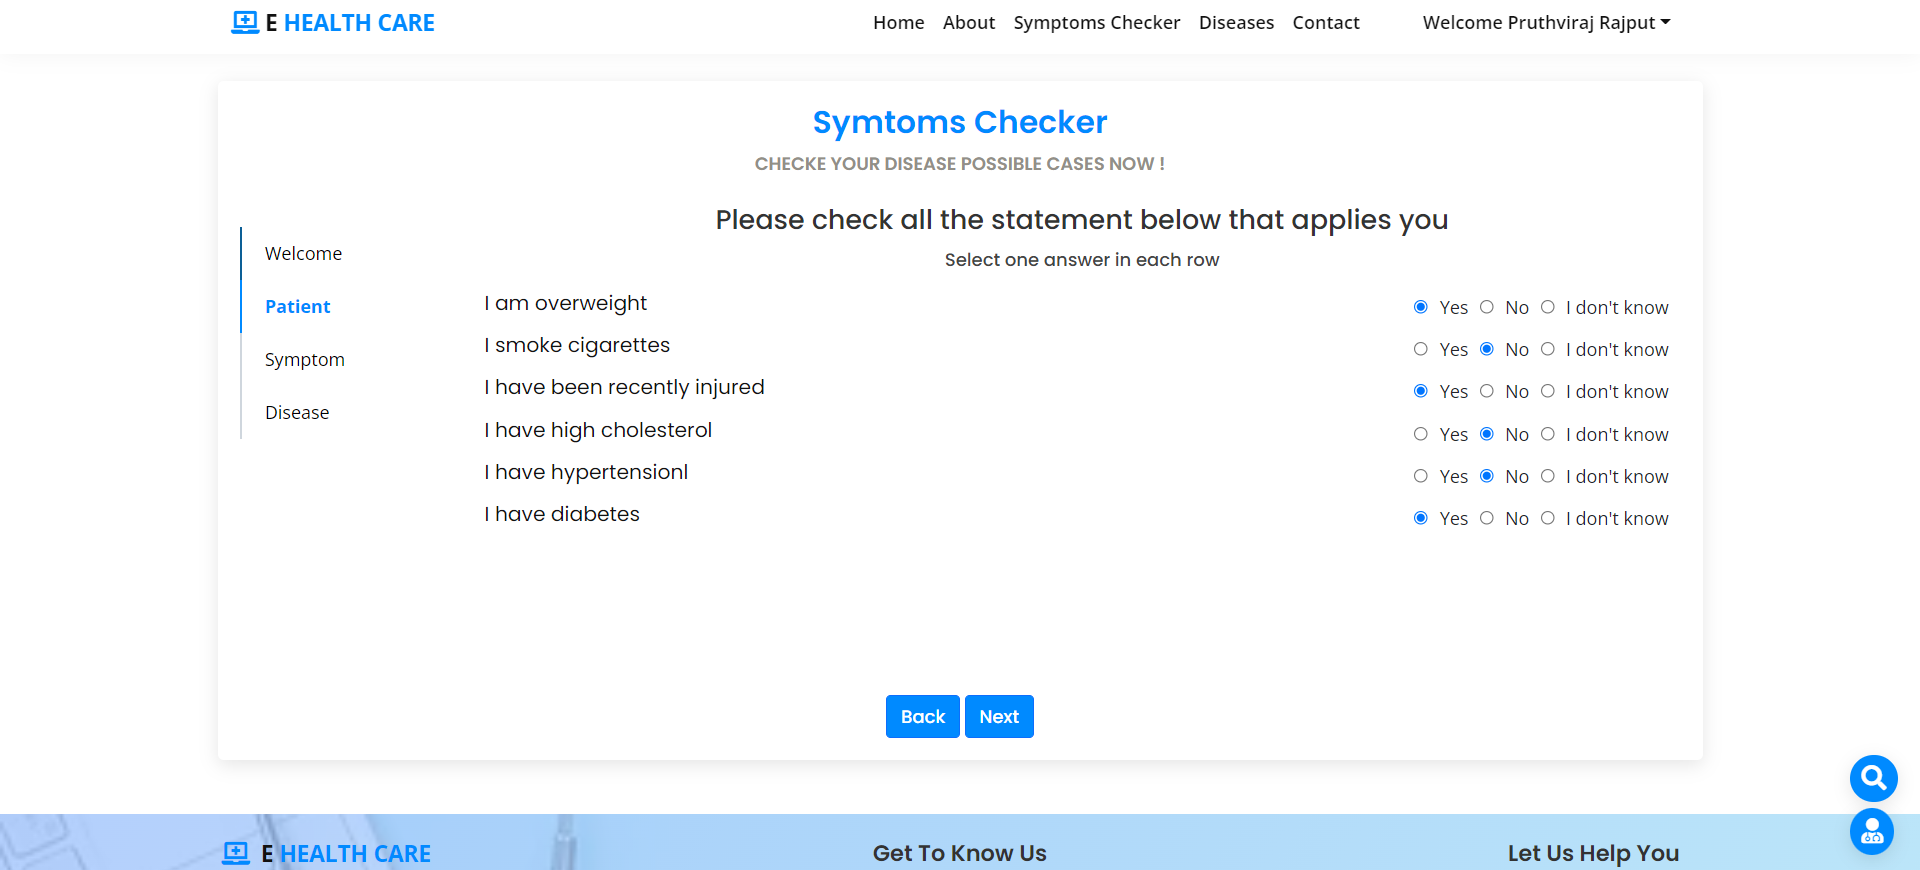 E HEALTH CARE
Home About Symptoms Checker Diseases Contact Welcome Pruthviraj Rajput
Symtoms Checker
CHECKE YOUR DISEASE POSSIBLE CASES NOW !
Please check all the statement below that applies you
Select one answer in each row
Welcome
Patient
Symptom
Disease
I am overweight Yes No I don't know
I smoke cigarettes Yes No I don't know
I have been recently injured Yes No I don't know
I have high cholesterol Yes No I don't know
I have hypertensionl Yes No I don't know
I have diabetes Yes No I don't know
Back Next
E HEALTH CARE
Get To Know Us
Let Us Help You